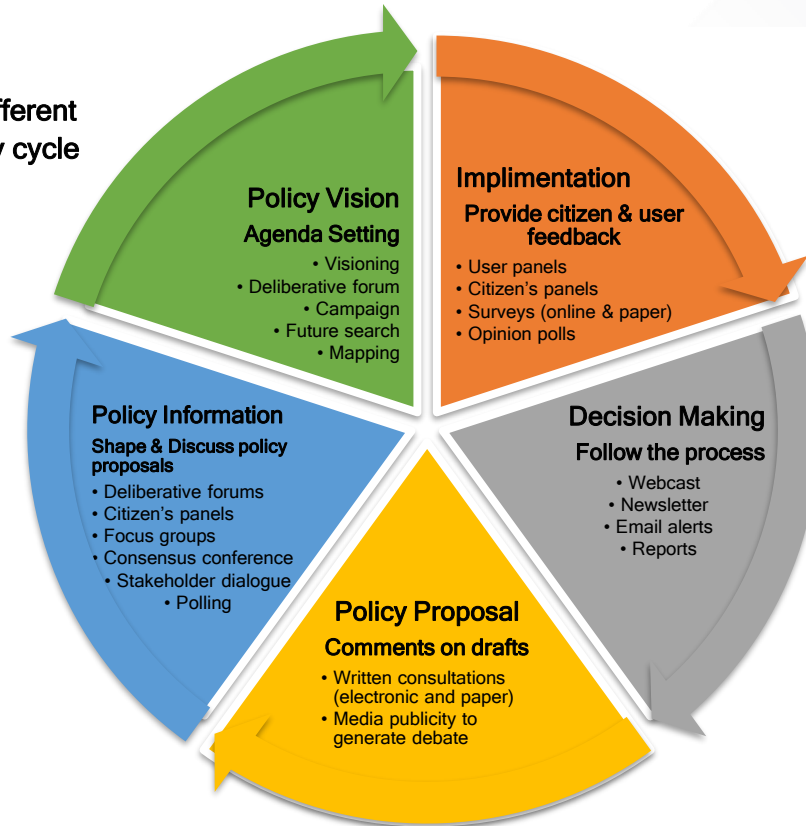 y cycle
Policy Vision
Agenda Setting
• Visioning
• Deliberative forum
• Campaign
• Future search
• Mapping
Implimentation
Provide citizen & user
feedback
• User panels
• Citizen’s panels
• Surveys (online & paper)
• Opinion polls
Decision Making
Follow the process
• Webcast
• Newsletter
• Email alerts
• Reports
Policy Proposal
Comments on drafts
• Written consultations
(electronic and paper)
• Media publicity to
generate debate
Policy Information
Shape & Discuss policy
proposals
• Deliberative forums
• Citizen’s panels
• Focus groups
• Consensus conference
• Stakeholder dialogue
• Polling